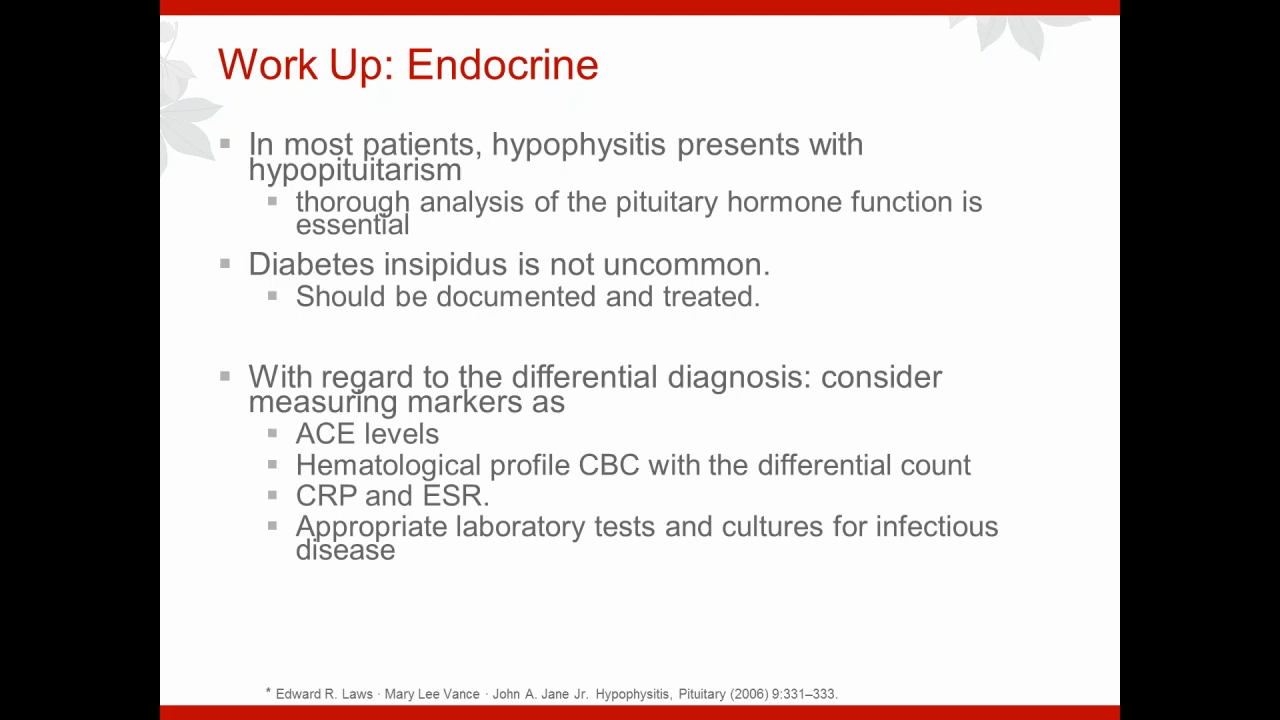 Work Up: Endocrine
▪ In most patients, hypophysitis presents with
hypopituitarism
▪ thorough analysis of the pituitary hormone function is
essential
▪ Diabetes insipidus is not uncommon.
▪ Should be documented and treated.
▪ With regard to the differential diagnosis: consider
measuring markers as
▪ ACE levels
▪ Hematological profile CBC with the differential count
▪ CRP and ESR.
▪ Appropriate laboratory tests and cultures for infectious
disease
* Edward R. Laws · Mary Lee Vance · John A. Jane Jr. Hypophysitis, Pituitary (2006) 9:331–333.